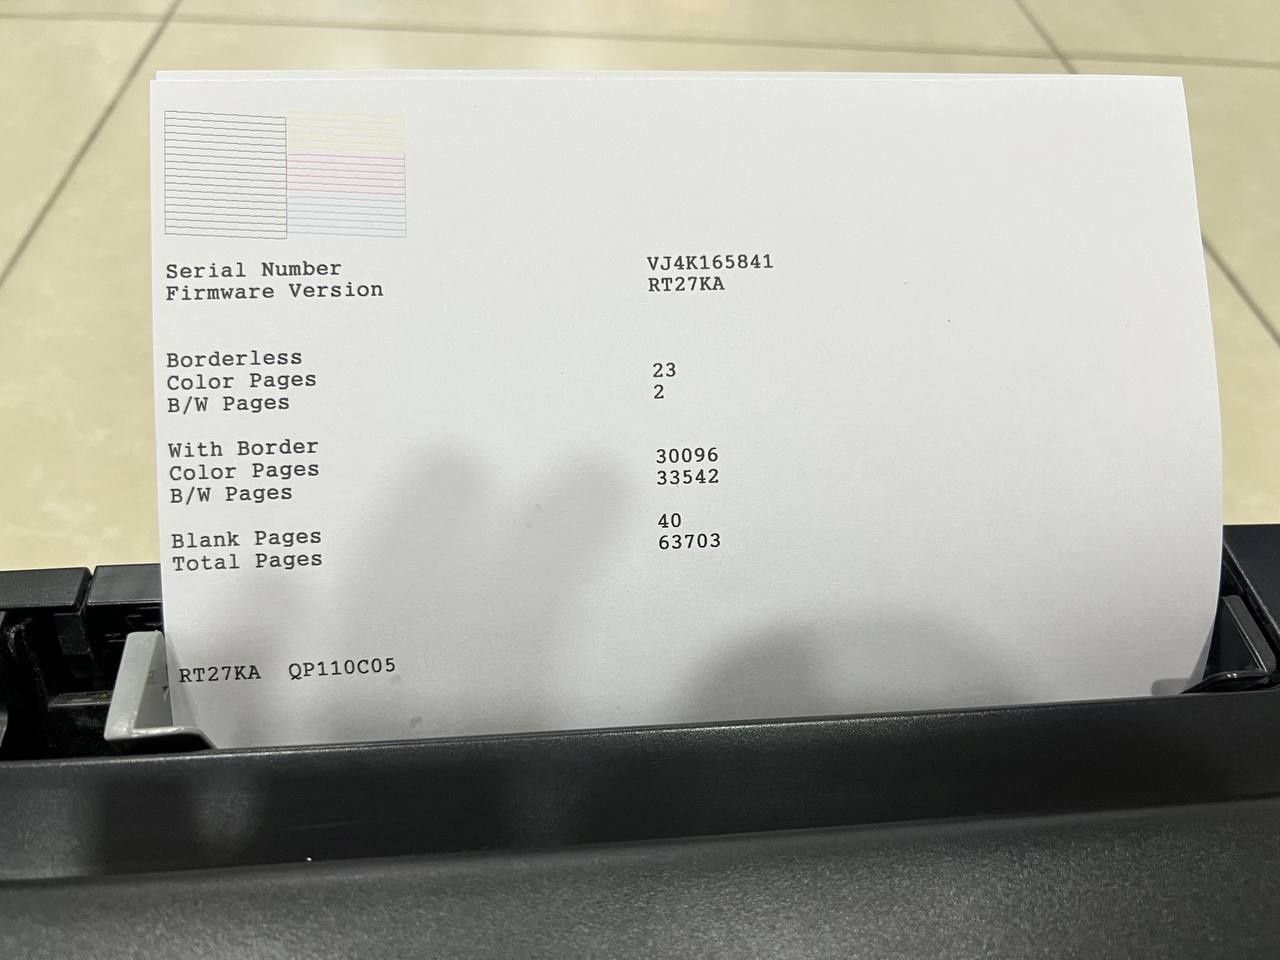 Serial Number VJ4K165841
Firmware Version RT27KA
Borderless
Color Pages 23
B/W Pages 2
With Border
Color Pages 30096
B/W Pages 33542
Blank Pages 40
Total Pages 63703
RT27KA QP110C05